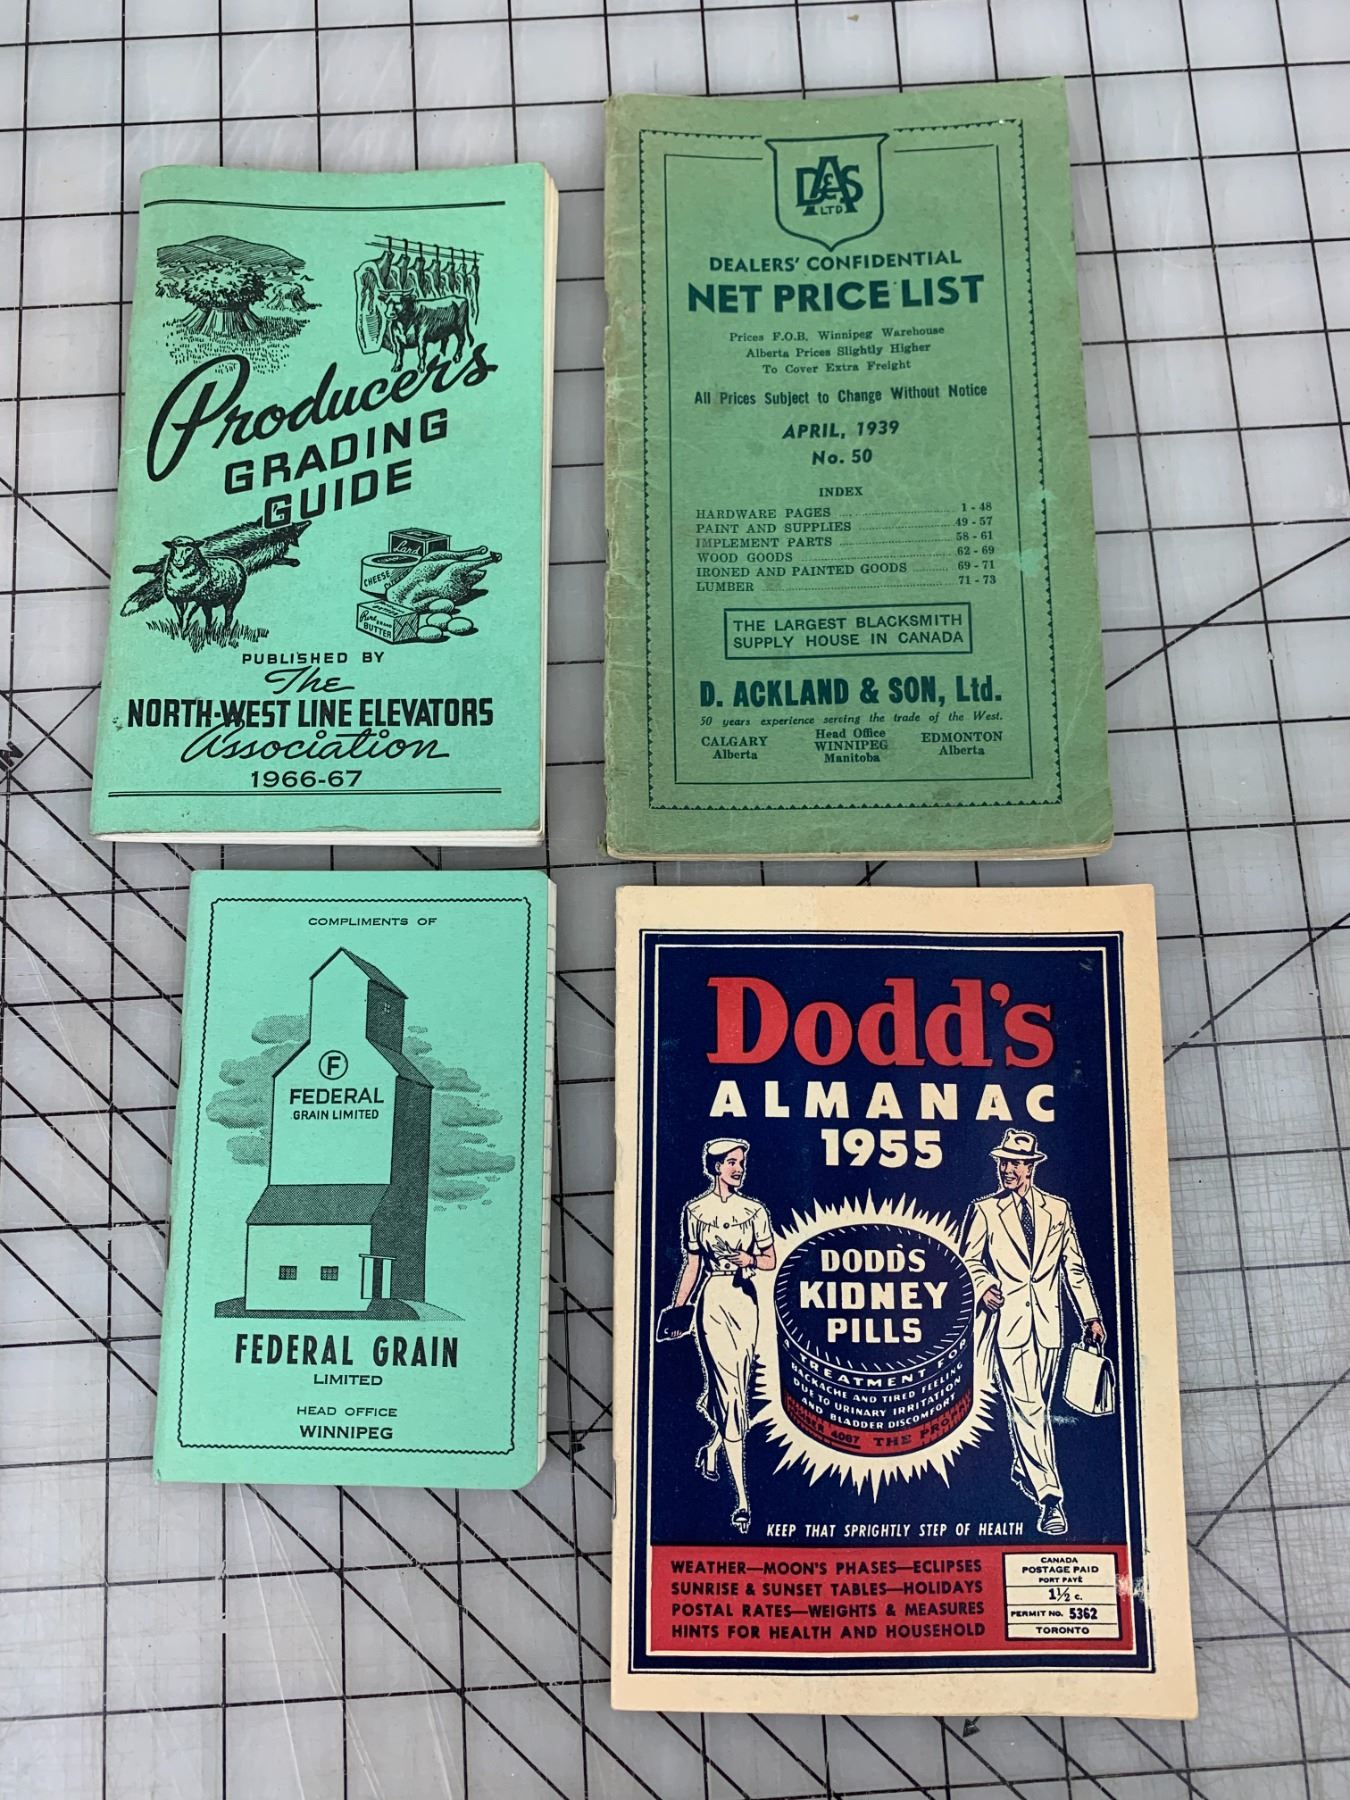 Producer's
GRADING
GUIDE
Lard
CHEESE
BUTTER
PUBLISHED BY
The
NORTH-WEST LINE ELEVATORS
Association
1966-67
DA&S
LTD
DEALERS' CONFIDENTIAL
NET PRICE LIST
Prices F.O.B. Winnipeg Warehouse
Alberta Prices Slightly Higher
To Cover Extra Freight
All Prices Subject to Change Without Notice
APRIL, 1939
No. 50
INDEX
HARDWARE PAGES 1 - 48
PAINT AND SUPPLIES 49 - 57
IMPLEMENT PARTS 58 - 61
WOOD GOODS 62 - 69
IRONED AND PAINTED GOODS 69 - 71
LUMBER 71 - 73
THE LARGEST BLACKSMITH
SUPPLY HOUSE IN CANADA
D. ACKLAND & SON, Ltd.
50 years experience serving the trade of the West.
CALGARY
Alberta
Head Office
WINNIPEG
Manitoba
EDMONTON
Alberta
COMPLIMENTS OF
F
FEDERAL
GRAIN LIMITED
FEDERAL GRAIN
LIMITED
HEAD OFFICE
WINNIPEG
Dodd's
ALMANAC
1955
DODD'S
KIDNEY
PILLS
A TREATMENT FOR
BACKACHE AND TIRED FEELING
DUE TO URINARY IRRITATION
AND BLADDER DISCOMFORT
4087 THE
KEEP THAT SPRIGHTLY STEP OF HEALTH
WEATHER—MOON'S PHASES—ECLIPSES
SUNRISE & SUNSET TABLES—HOLIDAYS
POSTAL RATES—WEIGHTS & MEASURES
HINTS FOR HEALTH AND HOUSEHOLD
CANADA
POSTAGE PAID
PORT PAYÉ
1½ c.
PERMIT NO. 5362
TORONTO